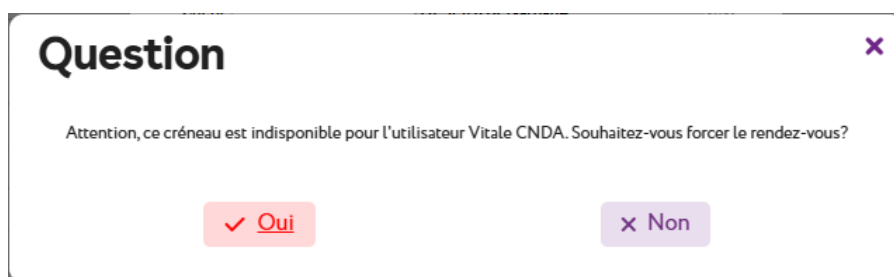 Question
Attention, ce créneau est indisponible pour l'utilisateur Vitale CNDA. Souhaitez-vous forcer le rendez-vous?
Oui
Non